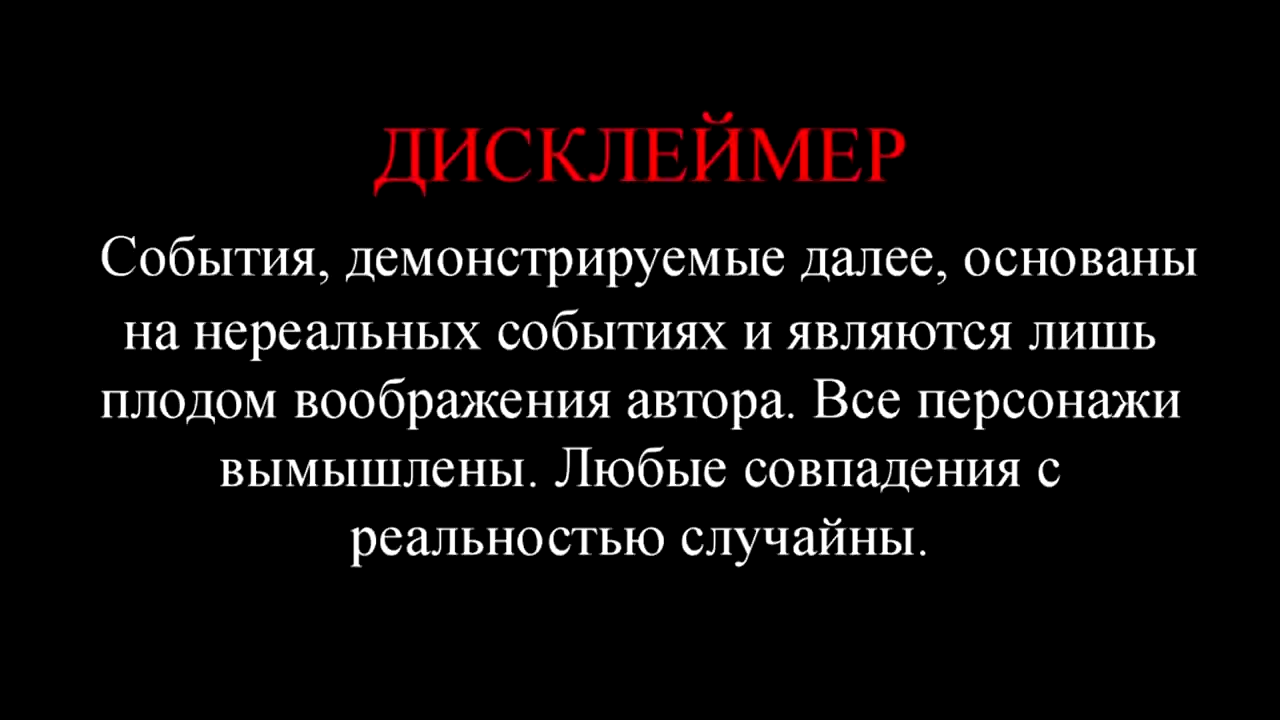 ДИСКЛЕЙМЕР
События, демонстрируемые далее, основаны
на нереальных событиях и являются лишь
плодом воображения автора. Все персонажи
вымышлены. Любые совпадения с
реальностью случайны.